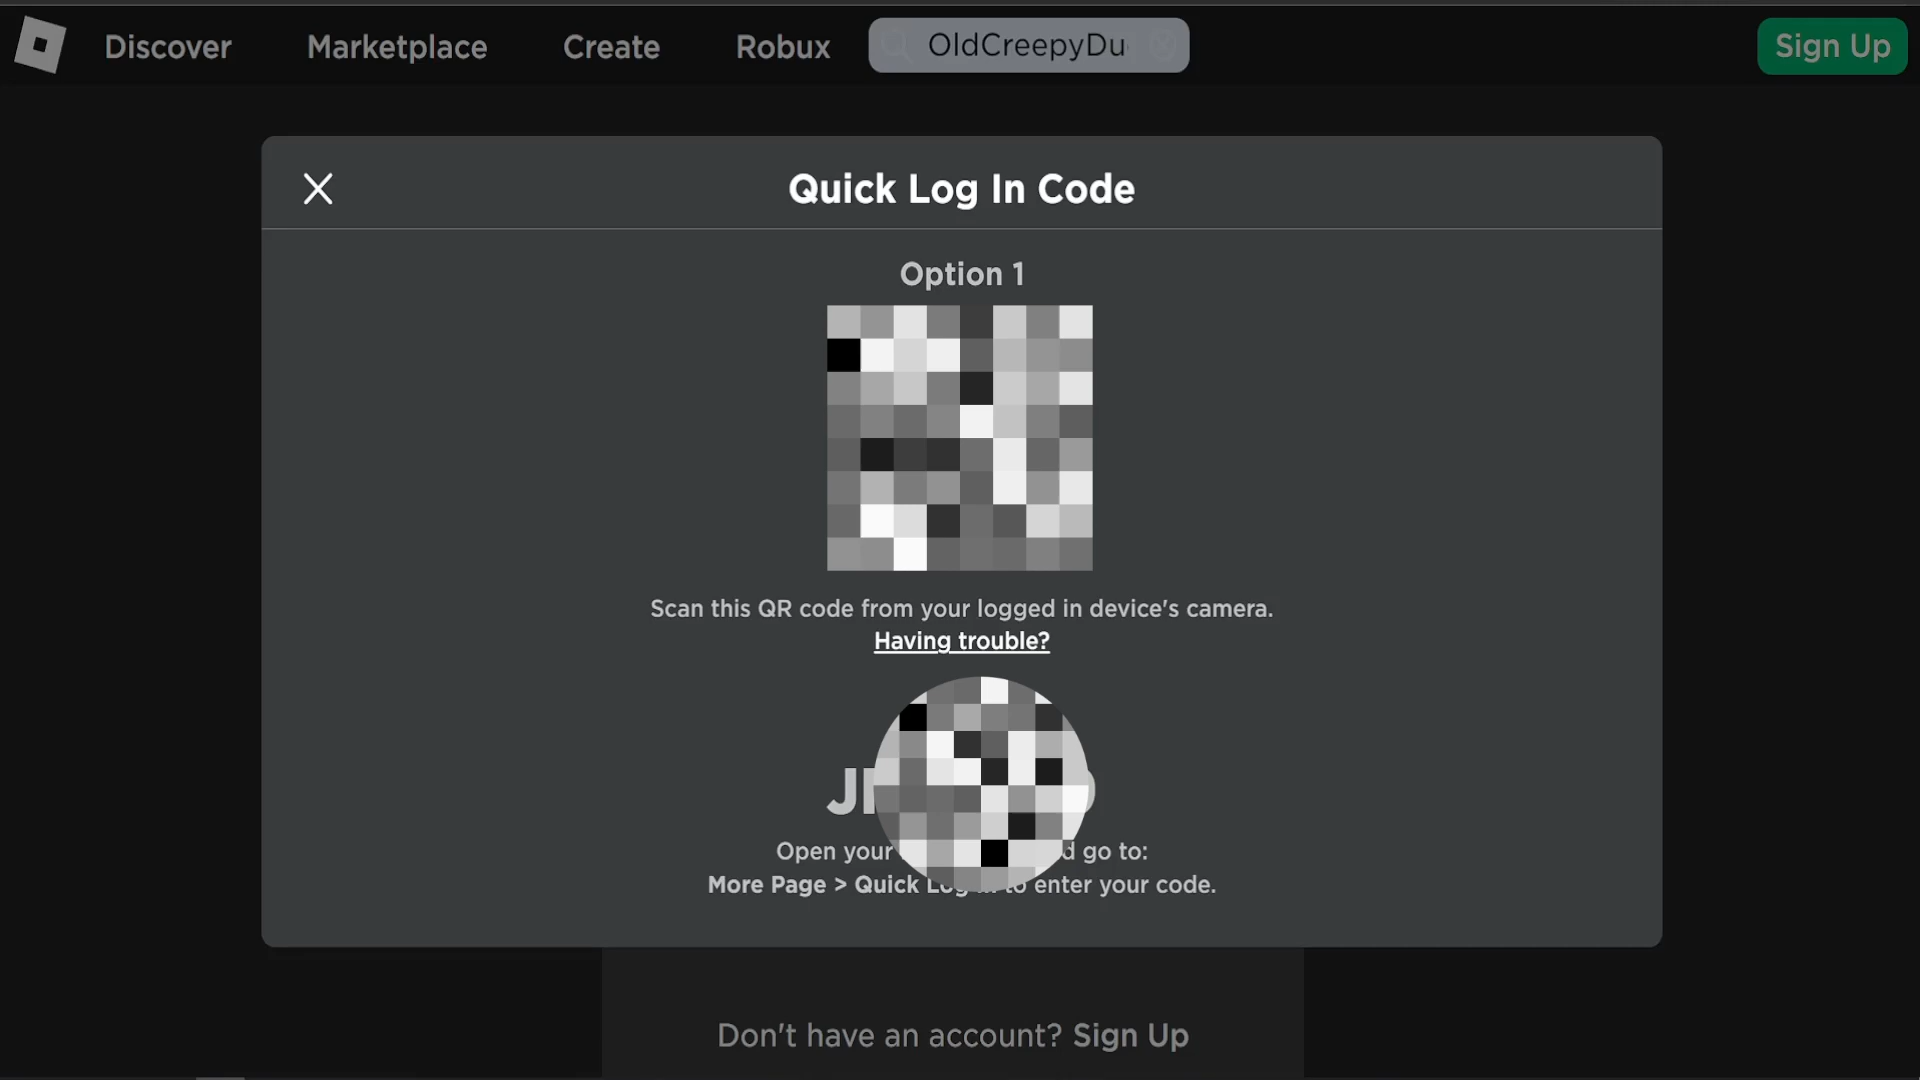 Discover Marketplace Create Robux OldCreepyDu Sign Up
Quick Log In Code
Option 1
Scan this QR code from your logged in device's camera.
Having trouble?
Open your go to:
More Page > Quick to enter your code.
Don't have an account? Sign Up